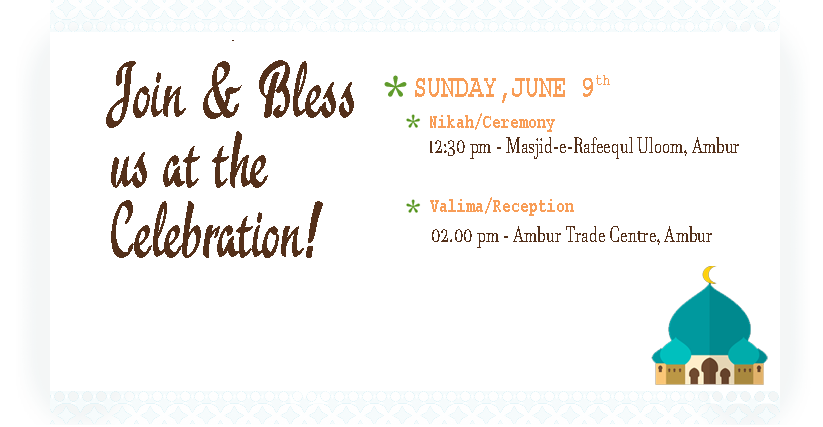 Join & Bless
us at the
Celebration!
SUNDAY,JUNE 9th
Nikah/Ceremony
12:30 pm - Masjid-e-Rafeequl Uloom, Ambur
Valima/Reception
02.00 pm - Ambur Trade Centre, Ambur